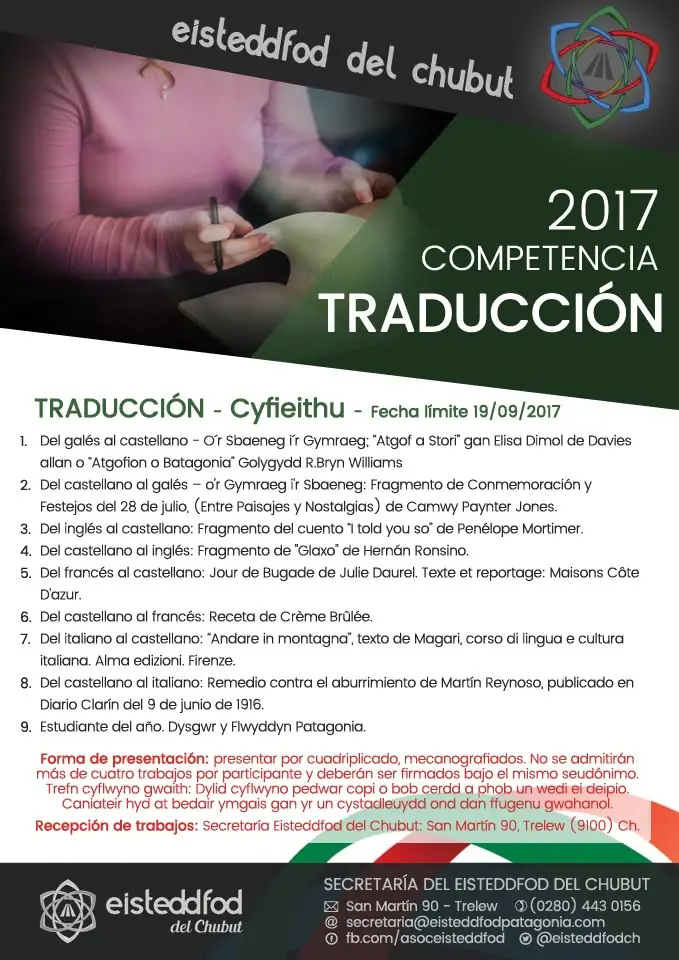 eisteddfod del chubut
2017
COMPETENCIA
TRADUCCIÓN
TRADUCCIÓN - Cyfieithu - Fecha límite 19/09/2017
1. Del galés al castellano - O´r Sbaeneg i´r Gymraeg; “Atgof a Stori” gan Elisa Dimol de Davies
allan o “Atgofion o Batagonia” Golygydd R.Bryn Williams
2. Del castellano al galés – o'r Gymraeg i'r Sbaeneg: Fragmento de Conmemoración y
Festejos del 28 de julio, (Entre Paisajes y Nostalgias) de Camwy Paynter Jones.
3. Del inglés al castellano: Fragmento del cuento “I told you so” de Penélope Mortimer.
4. Del castellano al inglés: Fragmento de "Glaxo" de Hernán Ronsino.
5. Del francés al castellano: Jour de Bugade de Julie Daurel. Texte et reportage: Maisons Côte
D'azur.
6. Del castellano al francés: Receta de Crème Brûlée.
7. Del italiano al castellano: “Andare in montagna”, texto de Magari, corso di lingua e cultura
italiana. Alma edizioni. Firenze.
8. Del castellano al italiano: Remedio contra el aburrimiento de Martín Reynoso, publicado en
Diario Clarín del 9 de junio de 1916.
9. Estudiante del año. Dysgwr y Flwyddyn Patagonia.
Forma de presentación: presentar por cuadriplicado, mecanografiados. No se admitirán
más de cuatro trabajos por participante y deberán ser firmados bajo el mismo seudónimo.
Trefn cyflwyno gwaith: Dylid cyflwyno pedwar copi o bob cerdd a phob un wedi ei deipio.
Caniateir hyd at bedair ymgais gan yr un cystadleuydd ond dan ffugenu gwahanol.
Recepción de trabajos: Secretaría Eisteddfod del Chubut: San Martín 90, Trelew (9100) Ch.
eisteddfod
del Chubut
SECRETARÍA DEL EISTEDDFOD DEL CHUBUT
San Martín 90 - Trelew (0280) 443 0156
secretaria@eisteddfodpatagonia.com
fb.com/asoceisteddfod @eisteddfodch